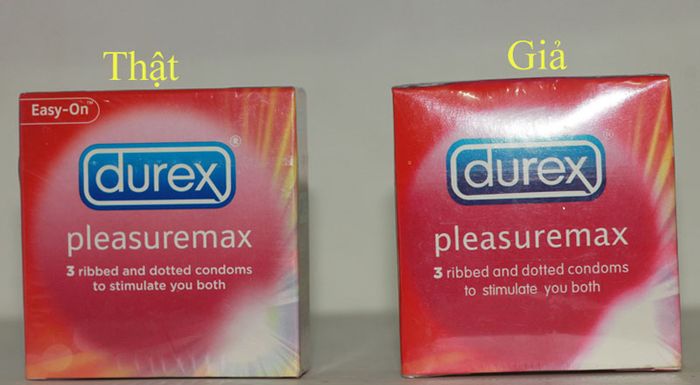 Thật
Easy-On™
durex®
pleasuremax
3 ribbed and dotted condoms
to stimulate you both
Giả
durex®
pleasuremax
3 ribbed and dotted condoms
to stimulate you both